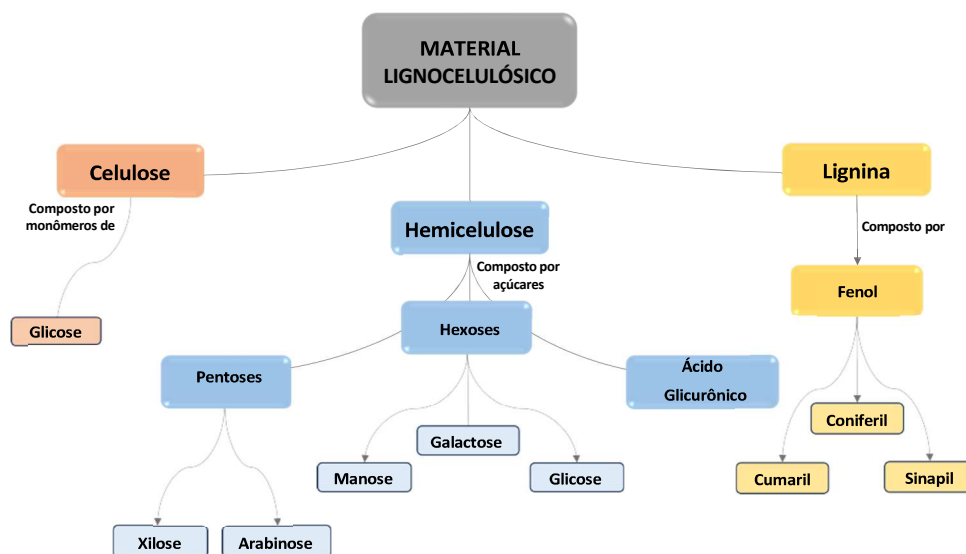 MATERIAL
LIGNOCELULÓSICO
Celulose
Composto por
monômeros de
Glicose
Hemicelulose
Composto por
açúcares
Hexoses
Pentoses
Ácido
Glicurônico
Galactose
Manose
Glicose
Xilose
Arabinose
Lignina
Composto por
Fenol
Coniferil
Cumaril
Sinapil